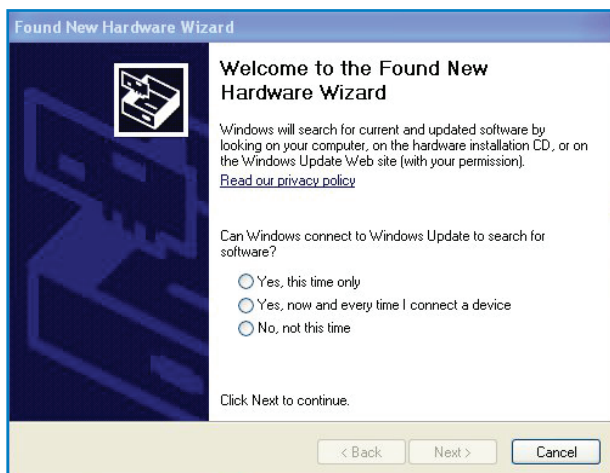 Found New Hardware Wizard
Welcome to the Found New
Hardware Wizard
Windows will search for current and updated software by
looking on your computer, on the hardware installation CD, or on
the Windows Update Web site (with your permission).
Read our privacy policy
Can Windows connect to Windows Update to search for
software?
Yes, this time only
Yes, now and every time I connect a device
No, not this time
Click Next to continue.
< Back
Next >
Cancel